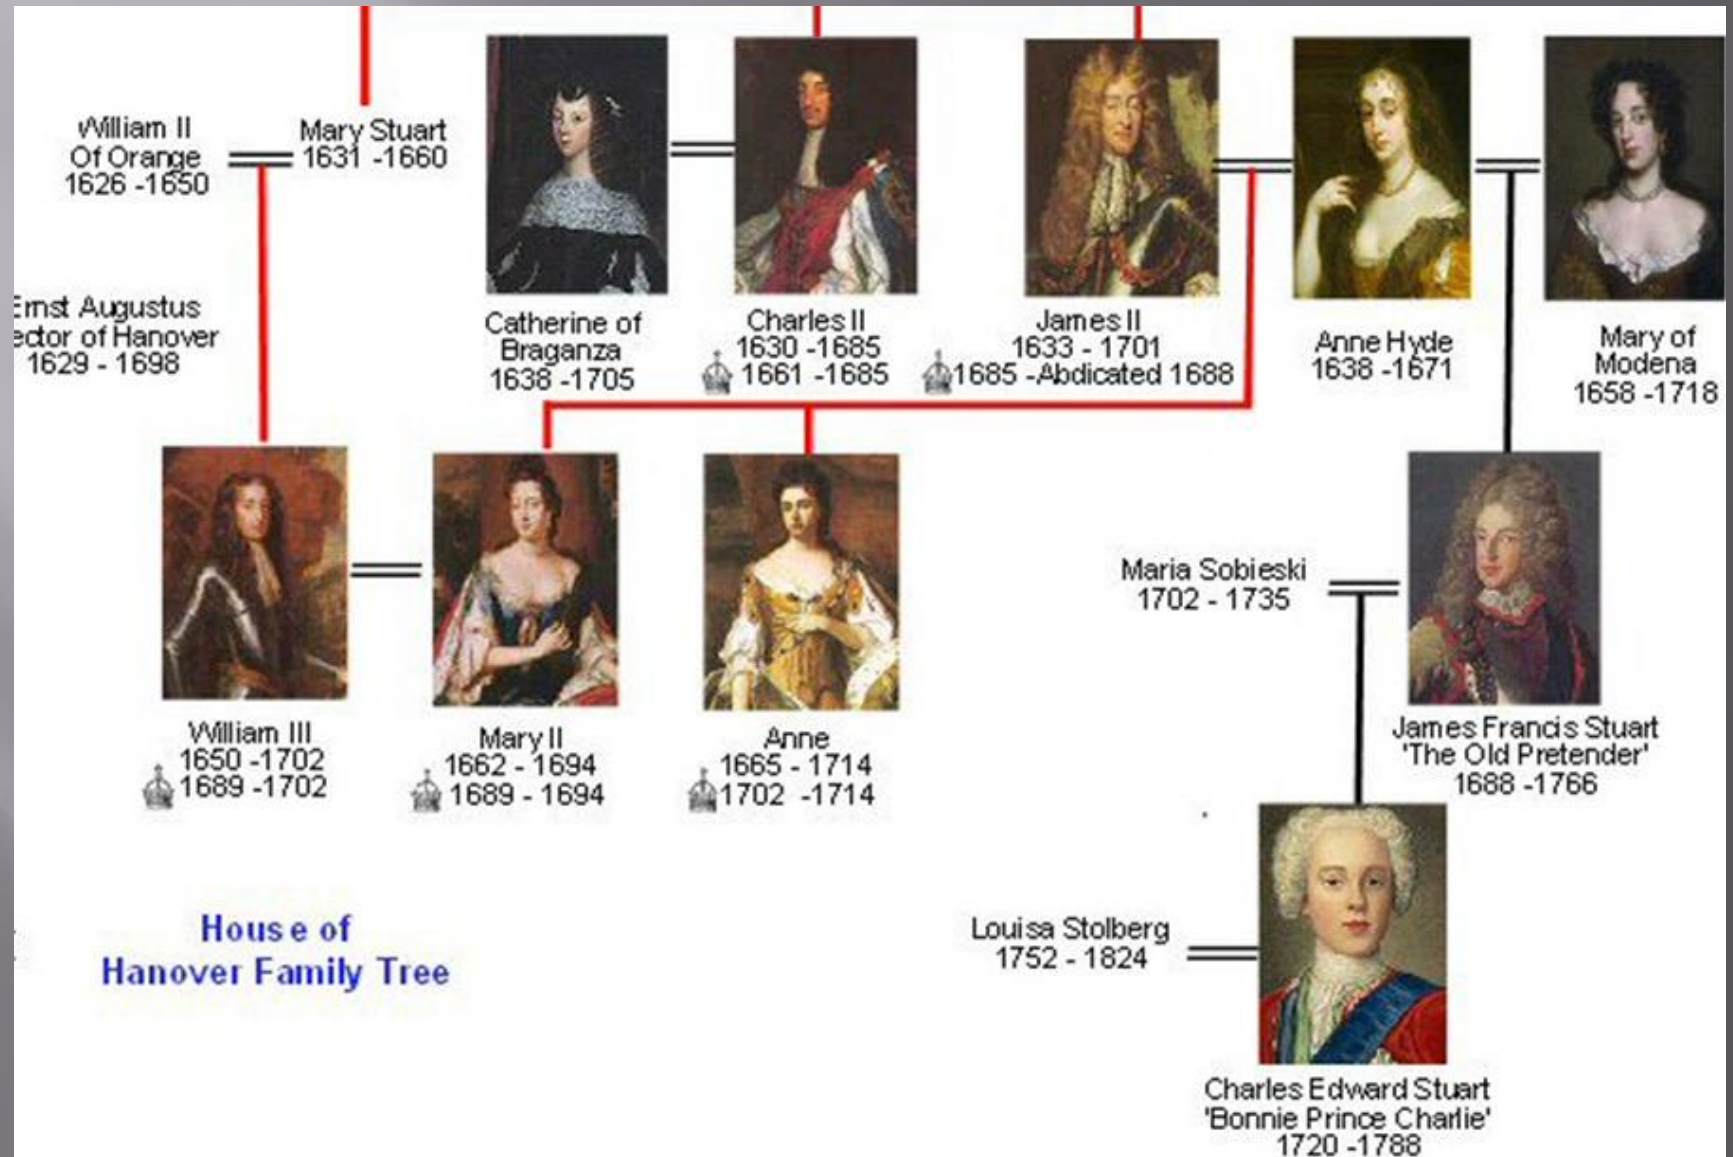 William II
Of Orange
1626 -1650
Mary Stuart
1631 -1660
Ernst Augustus
ector of Hanover
1629 - 1698
Catherine of
Braganza
1638 -1705
Charles II
1630 -1685
1661 -1685
James II
1633 - 1701
1685 -Abdicated 1688
Anne Hyde
1638 -1671
Mary of
Modena
1658 -1718
William III
1650 -1702
1689 -1702
Mary II
1662 - 1694
1689 - 1694
Anne
1665 - 1714
1702 -1714
Maria Sobieski
1702 - 1735
James Francis Stuart
'The Old Pretender'
1688 -1766
House of
Hanover Family Tree
Louisa Stolberg
1752 - 1824
Charles Edward Stuart
'Bonnie Prince Charlie'
1720 -1788